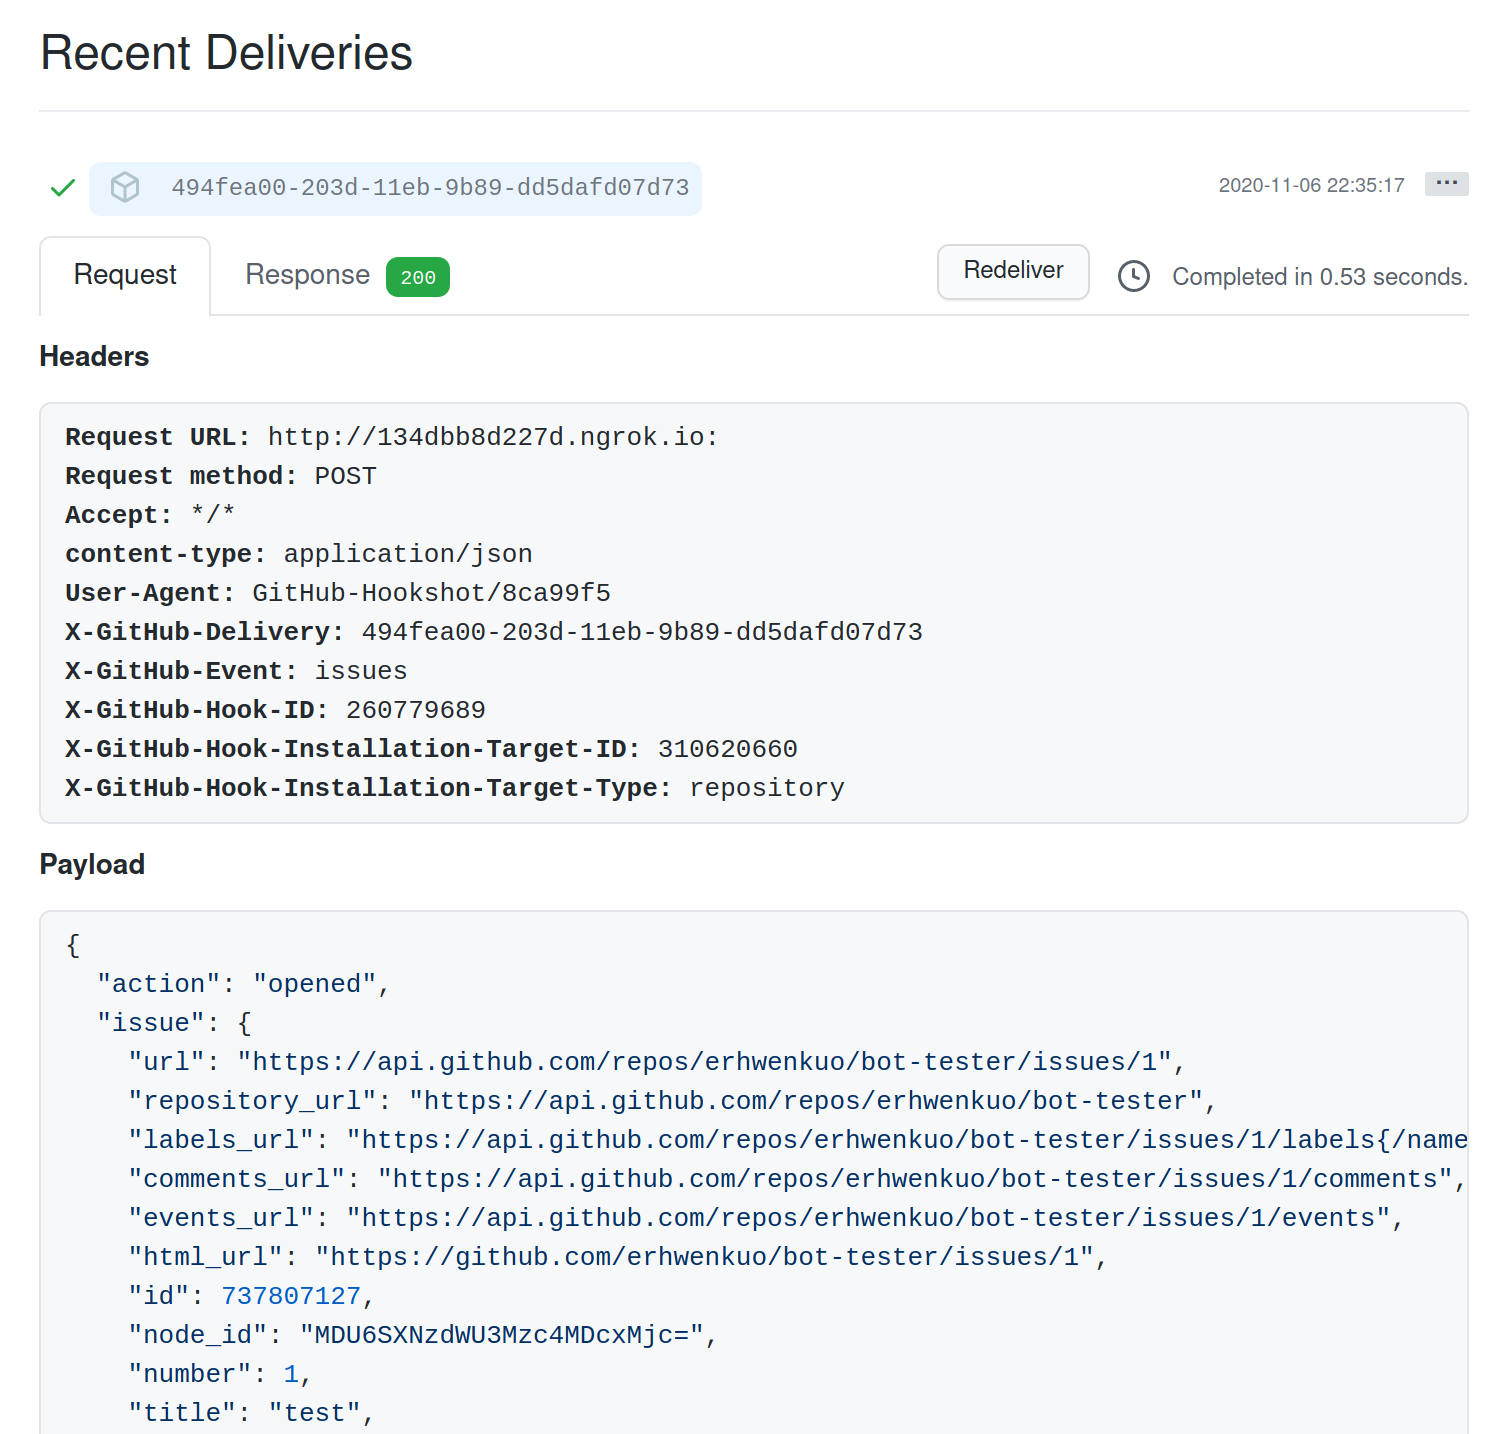 Recent Deliveries
494fea00-203d-11eb-9b89-dd5dafd07d73 2020-11-06 22:35:17 ···
Request Response 200 Redeliver Completed in 0.53 seconds.
Headers
Request URL: http://134dbb8d227d.ngrok.io:
Request method: POST
Accept: */*
content-type: application/json
User-Agent: GitHub-Hookshot/8ca99f5
X-GitHub-Delivery: 494fea00-203d-11eb-9b89-dd5dafd07d73
X-GitHub-Event: issues
X-GitHub-Hook-ID: 260779689
X-GitHub-Hook-Installation-Target-ID: 310620660
X-GitHub-Hook-Installation-Target-Type: repository
Payload
{
  "action": "opened",
  "issue": {
    "url": "https://api.github.com/repos/erhwenkuo/bot-tester/issues/1",
    "repository_url": "https://api.github.com/repos/erhwenkuo/bot-tester",
    "labels_url": "https://api.github.com/repos/erhwenkuo/bot-tester/issues/1/labels{/name
    "comments_url": "https://api.github.com/repos/erhwenkuo/bot-tester/issues/1/comments",
    "events_url": "https://api.github.com/repos/erhwenkuo/bot-tester/issues/1/events",
    "html_url": "https://github.com/erhwenkuo/bot-tester/issues/1",
    "id": 737807127,
    "node_id": "MDU6SXNzdWU3Mzc4MDcxMjc=",
    "number": 1,
    "title": "test",